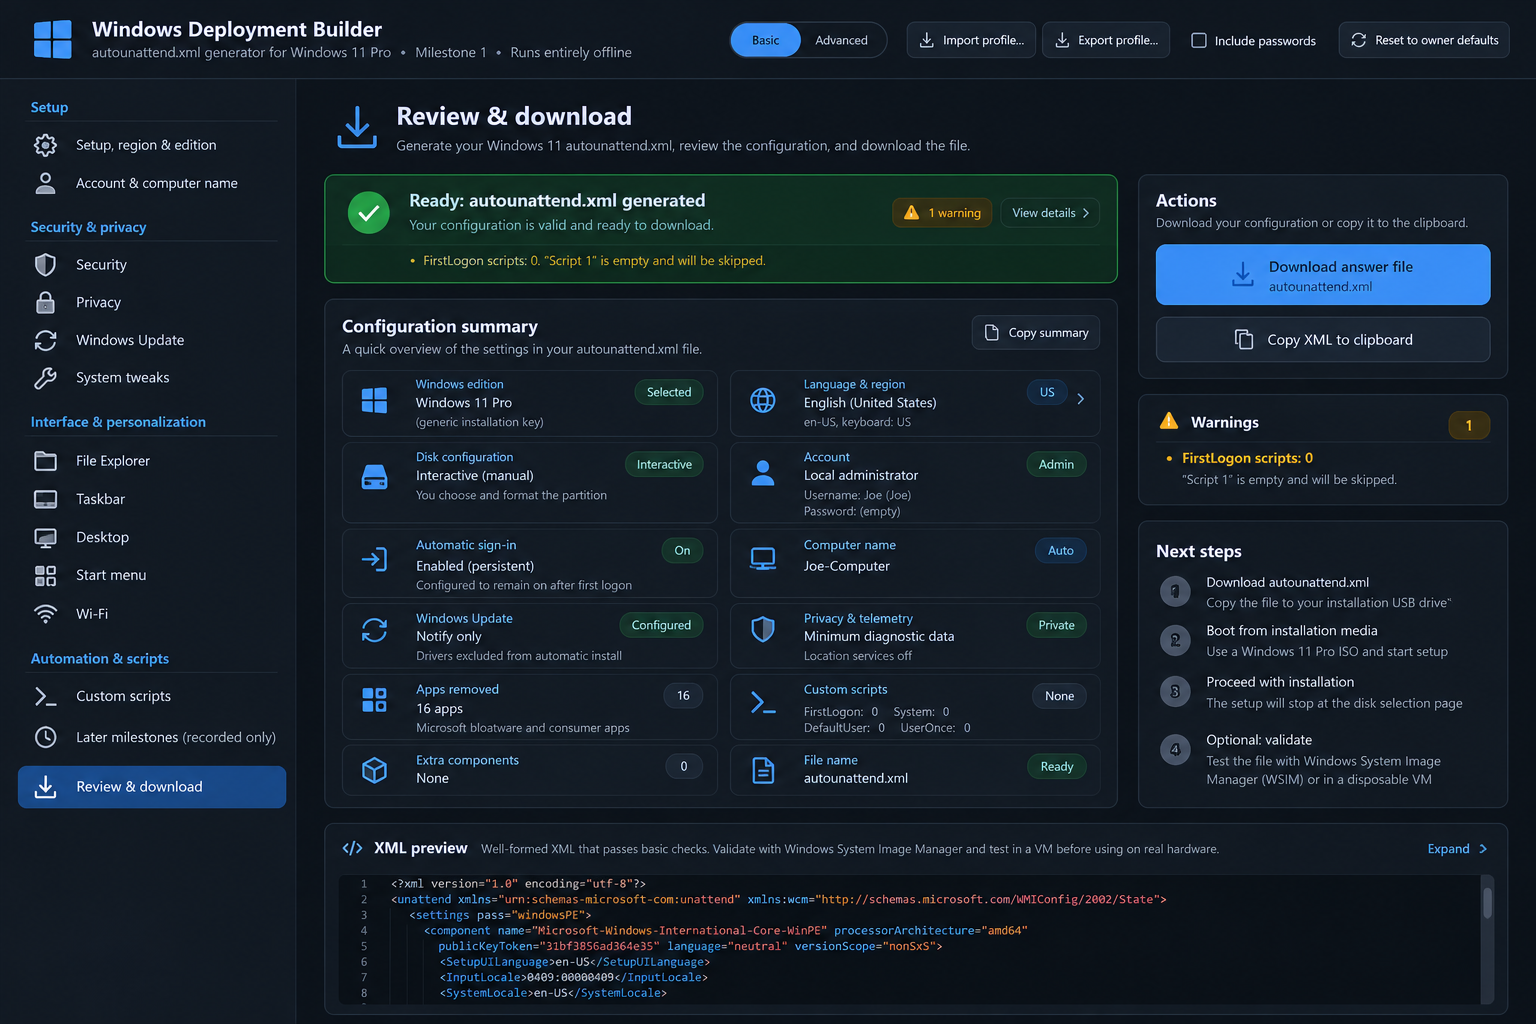 Windows Deployment Builder
autounattend.xml generator for Windows 11 Pro • Milestone 1 • Runs entirely offline
Basic
Advanced
Import profile...
Export profile...
Include passwords
Reset to owner defaults
Setup
Setup, region & edition
Account & computer name
Security & privacy
Security
Privacy
Windows Update
System tweaks
Interface & personalization
File Explorer
Taskbar
Desktop
Start menu
Wi-Fi
Automation & scripts
Custom scripts
Later milestones (recorded only)
Review & download
Review & download
Generate your Windows 11 autounattend.xml, review the configuration, and download the file.
Ready: autounattend.xml generated
Your configuration is valid and ready to download.
1 warning
View details
• FirstLogon scripts: 0. "Script 1" is empty and will be skipped.
Configuration summary
A quick overview of the settings in your autounattend.xml file.
Copy summary
Windows edition
Windows 11 Pro
(generic installation key)
Selected
Language & region
English (United States)
en-US, keyboard: US
US
Disk configuration
Interactive (manual)
You choose and format the partition
Interactive
Account
Local administrator
Username: Joe (Joe)
Password: (empty)
Admin
Automatic sign-in
Enabled (persistent)
Configured to remain on after first logon
On
Computer name
Joe-Computer
Auto
Windows Update
Notify only
Drivers excluded from automatic install
Configured
Privacy & telemetry
Minimum diagnostic data
Location services off
Private
Apps removed
16 apps
Microsoft bloatware and consumer apps
16
Custom scripts
FirstLogon: 0 System: 0
DefaultUser: 0 UserOnce: 0
None
Extra components
None
0
File name
autounattend.xml
Ready
Actions
Download your configuration or copy it to the clipboard.
Download answer file
autounattend.xml
Copy XML to clipboard
Warnings
1
• FirstLogon scripts: 0
"Script 1" is empty and will be skipped.
Next steps
1
Download autounattend.xml
Copy the file to your installation USB drive
2
Boot from installation media
Use a Windows 11 Pro ISO and start setup
3
Proceed with installation
The setup will stop at the disk selection page
4
Optional: validate
Test the file with Windows System Image
Manager (WSIM) or in a disposable VM
</> XML preview
Well-formed XML that passes basic checks. Validate with Windows System Image Manager and test in a VM before using on real hardware.
Expand
1 <?xml version="1.0" encoding="utf-8"?>
2 <unattend xmlns="urn:schemas-microsoft-com:unattend" xmlns:wcm="http://schemas.microsoft.com/WMIConfig/2002/State">
3 <settings pass="windowsPE">
4 <component name="Microsoft-Windows-International-Core-WinPE" processorArchitecture="amd64"
5 publicKeyToken="31bf3856ad364e35" language="neutral" versionScope="nonSxS">
6 <SetupUILanguage>en-US</SetupUILanguage>
7 <InputLocale>0409:00000409</InputLocale>
8 <SystemLocale>en-US</SystemLocale>